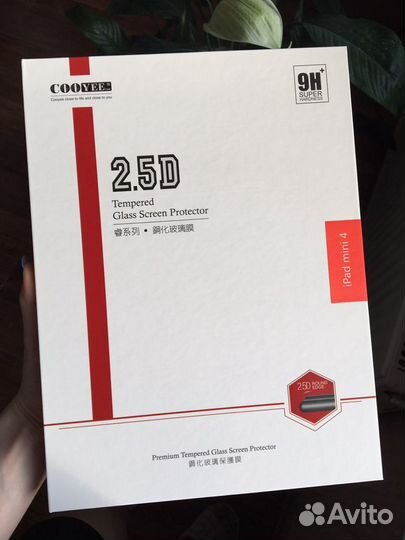 COOYEE™
Cooyee close to life and close to you
9H+
SUPER
HARDNESS
2.5D
Tempered
Glass Screen Protector
睿系列 • 鋼化玻璃膜
iPad mini 4
2.5D ROUND
EDGE
Premium Tempered Glass Screen Protector
鋼化玻璃保護膜
Avito